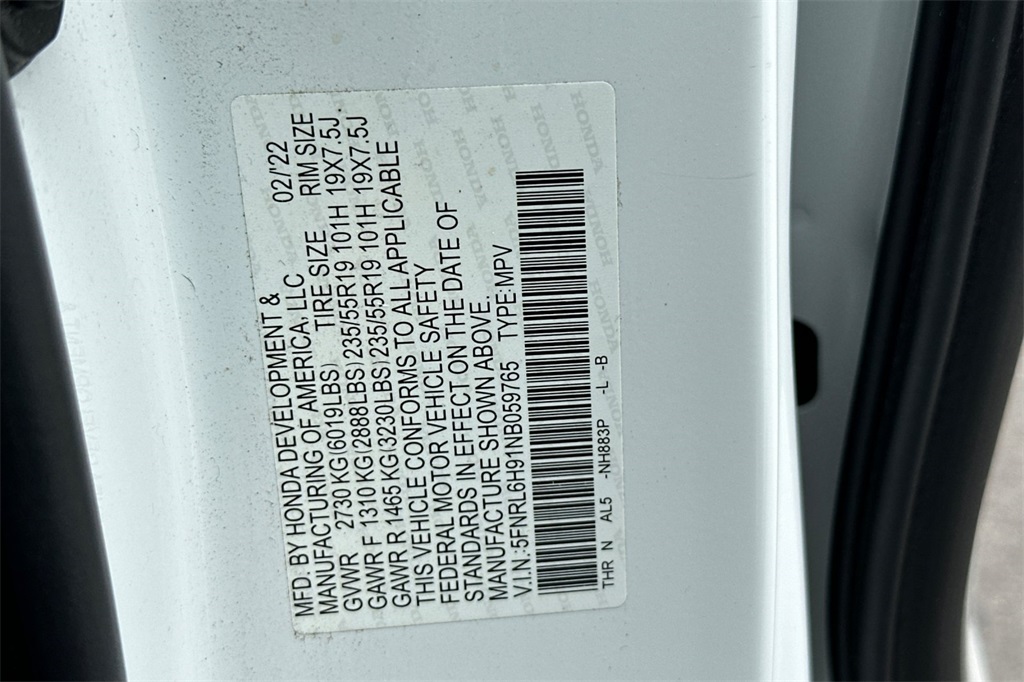 MFD. BY HONDA DEVELOPMENT &
MANUFACTURING OF AMERICA, LLC 02/'22
GVWR 2730 KG(6019LBS) TIRE SIZE RIM SIZE
GAWR F 1310 KG(2888LBS) 235/55R19 101H 19X7.5J
GAWR R 1465 KG(3230LBS) 235/55R19 101H 19X7.5J
THIS VEHICLE CONFORMS TO ALL APPLICABLE
FEDERAL MOTOR VEHICLE SAFETY
STANDARDS IN EFFECT ON THE DATE OF
MANUFACTURE SHOWN ABOVE.
V.I.N.:5FNRL6H91NB059765 TYPE:MPV
THR N AL5 -NH883P -L -B